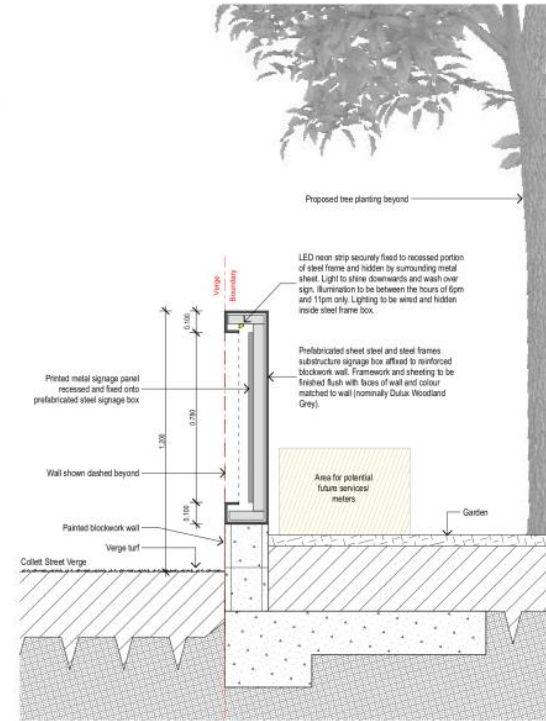 Proposed tree planting beyond
LED neon strip securely fixed to recessed portion
of steel frame and hidden by surrounding metal
sheet. Light to shine downwards and wash over
sign. Illumination to be between the hours of 6pm
and 11pm only. Lighting to be wired and hidden
inside steel frame box.
Verge
Boundary
0.100
Prefabricated sheet steel and steel frames
substructure signage box affixed to reinforced
blockwork wall. Framework and sheeting to be
finished flush with faces of wall and colour
matched to wall (nominally Dulux Woodland
Grey).
Printed metal signage panel
recessed and fixed onto
prefabricated steel signage box
0.780
1.200
Wall shown dashed beyond
Area for potential
future services/
meters
0.100
Garden
Painted blockwork wall
Verge turf
Collett Street Verge